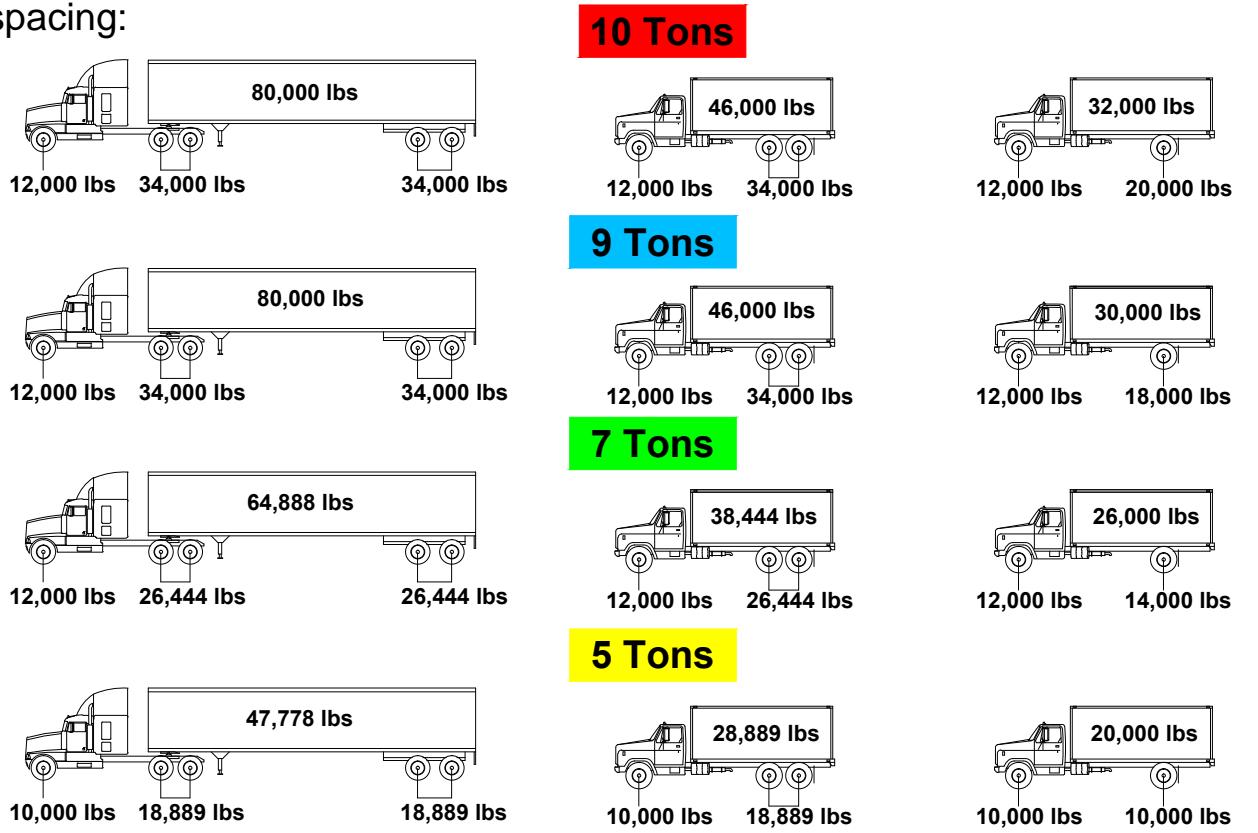 spacing:
10 Tons
80,000 lbs
46,000 lbs
32,000 lbs
12,000 lbs 34,000 lbs 34,000 lbs
12,000 lbs 34,000 lbs
12,000 lbs 20,000 lbs
9 Tons
80,000 lbs
46,000 lbs
30,000 lbs
12,000 lbs 34,000 lbs 34,000 lbs
12,000 lbs 34,000 lbs
12,000 lbs 18,000 lbs
7 Tons
64,888 lbs
38,444 lbs
26,000 lbs
12,000 lbs 26,444 lbs 26,444 lbs
12,000 lbs 26,444 lbs
12,000 lbs 14,000 lbs
5 Tons
47,778 lbs
28,889 lbs
20,000 lbs
10,000 lbs 18,889 lbs 18,889 lbs
10,000 lbs 18,889 lbs
10,000 lbs 10,000 lbs